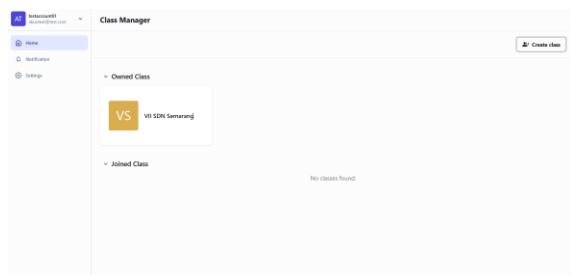 AT
testaccount01
Class Manager
Home
Create class
Notification
Settings
Owned Class
VS
VII SDN Semarang
Joined Class
No classes found.